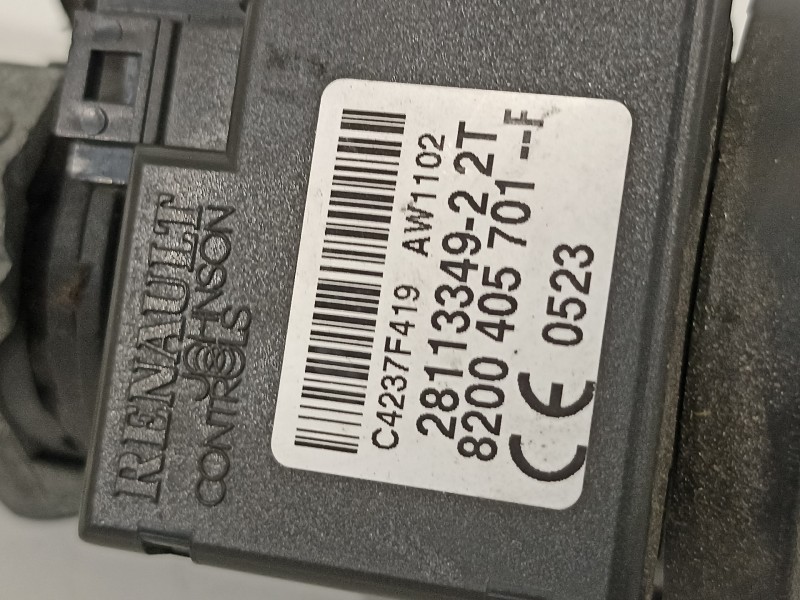 RENAULT
JOHNSON
CONTROLS
C4237F419 AW1102
28113349-2 2T
8200 405 701 --F
CE 0523